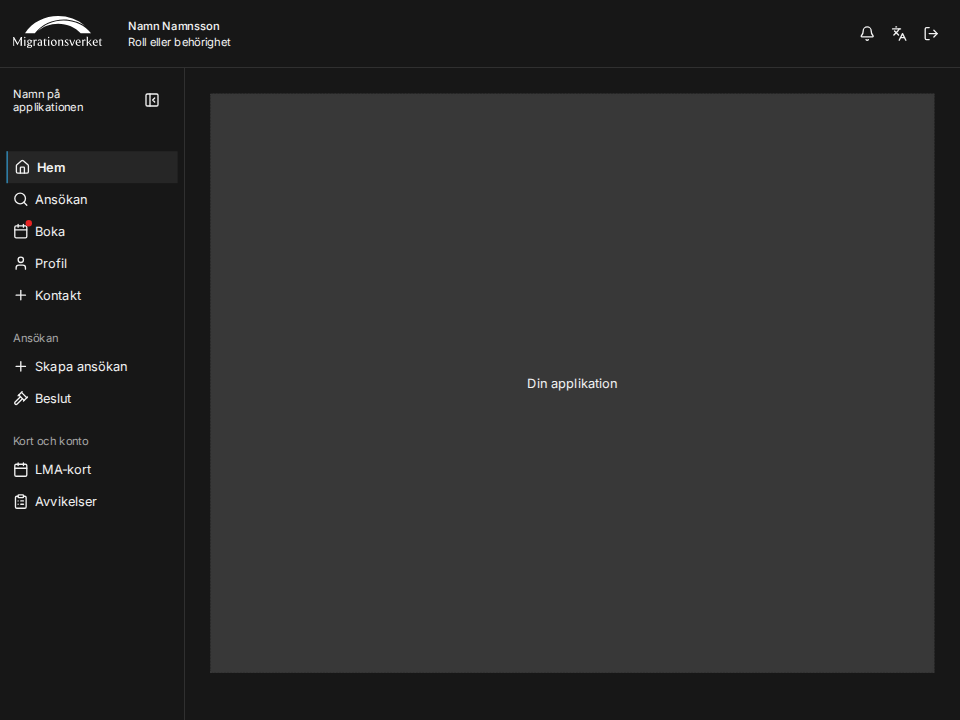 Migrationsverket
Namn Namnsson
Roll eller behörighet
Namn på
applikationen
Hem
Ansökan
Boka
Profil
Kontakt
Ansökan
Skapa ansökan
Beslut
Kort och konto
LMA-kort
Avvikelser
Din applikation